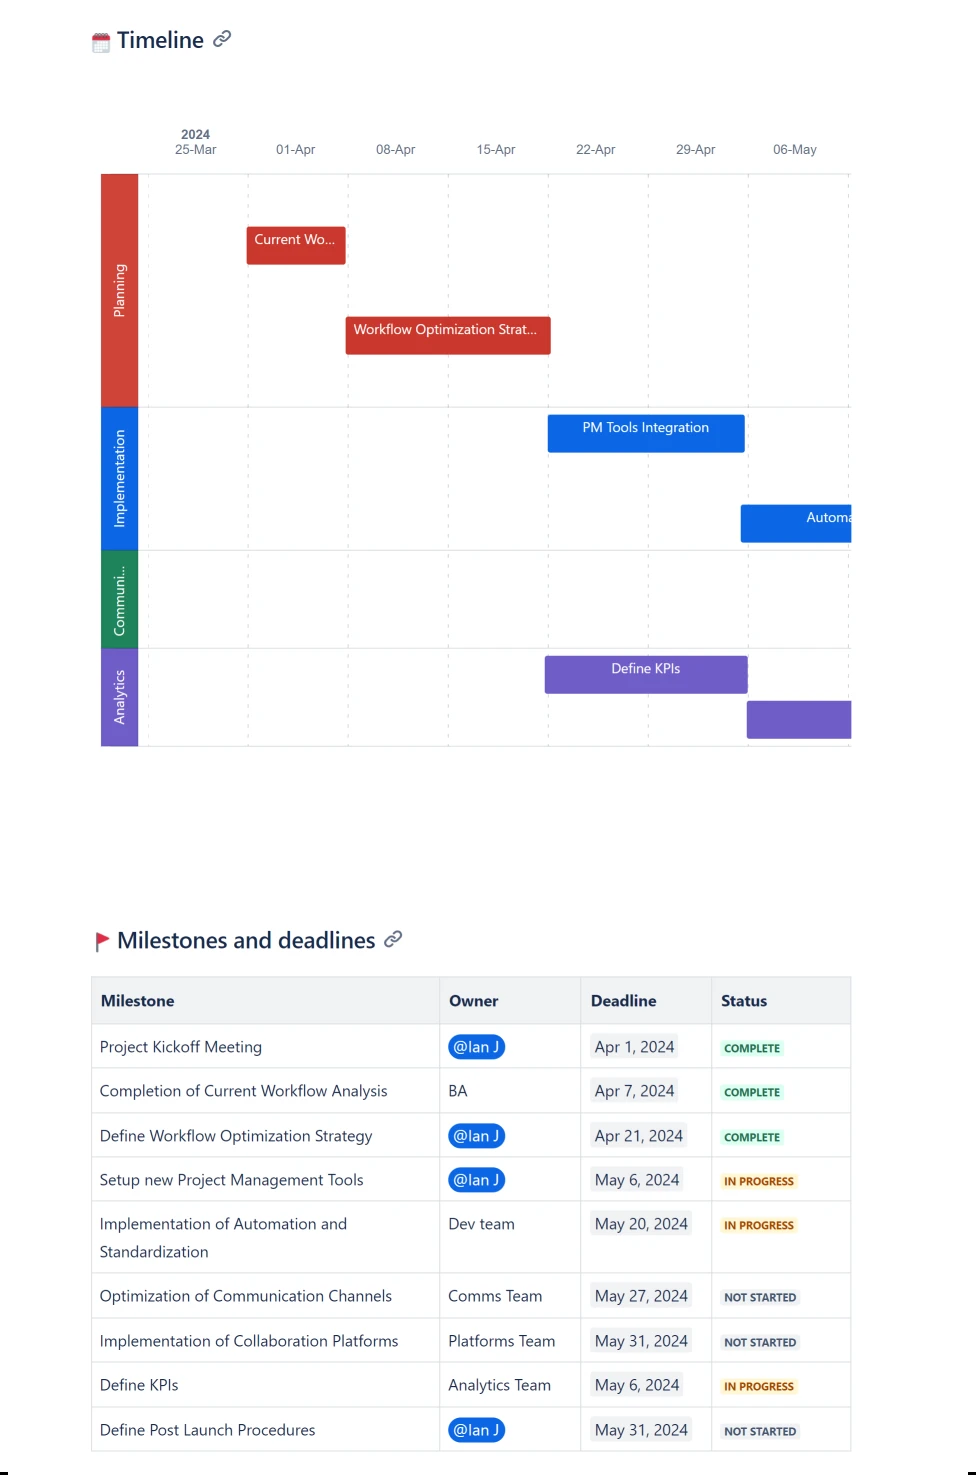 Timeline
2024
25-Mar 01-Apr 08-Apr 15-Apr 22-Apr 29-Apr 06-May
Planning
Current Wo...
Workflow Optimization Strat...
Implementation
PM Tools Integration
Automa
Communi...
Analytics
Define KPIs
Milestones and deadlines
Milestone Owner Deadline Status
Project Kickoff Meeting @Ian J Apr 1, 2024 COMPLETE
Completion of Current Workflow Analysis BA Apr 7, 2024 COMPLETE
Define Workflow Optimization Strategy @Ian J Apr 21, 2024 COMPLETE
Setup new Project Management Tools @Ian J May 6, 2024 IN PROGRESS
Implementation of Automation and Dev team May 20, 2024 IN PROGRESS
Standardization
Optimization of Communication Channels Comms Team May 27, 2024 NOT STARTED
Implementation of Collaboration Platforms Platforms Team May 31, 2024 NOT STARTED
Define KPIs Analytics Team May 6, 2024 IN PROGRESS
Define Post Launch Procedures @Ian J May 31, 2024 NOT STARTED